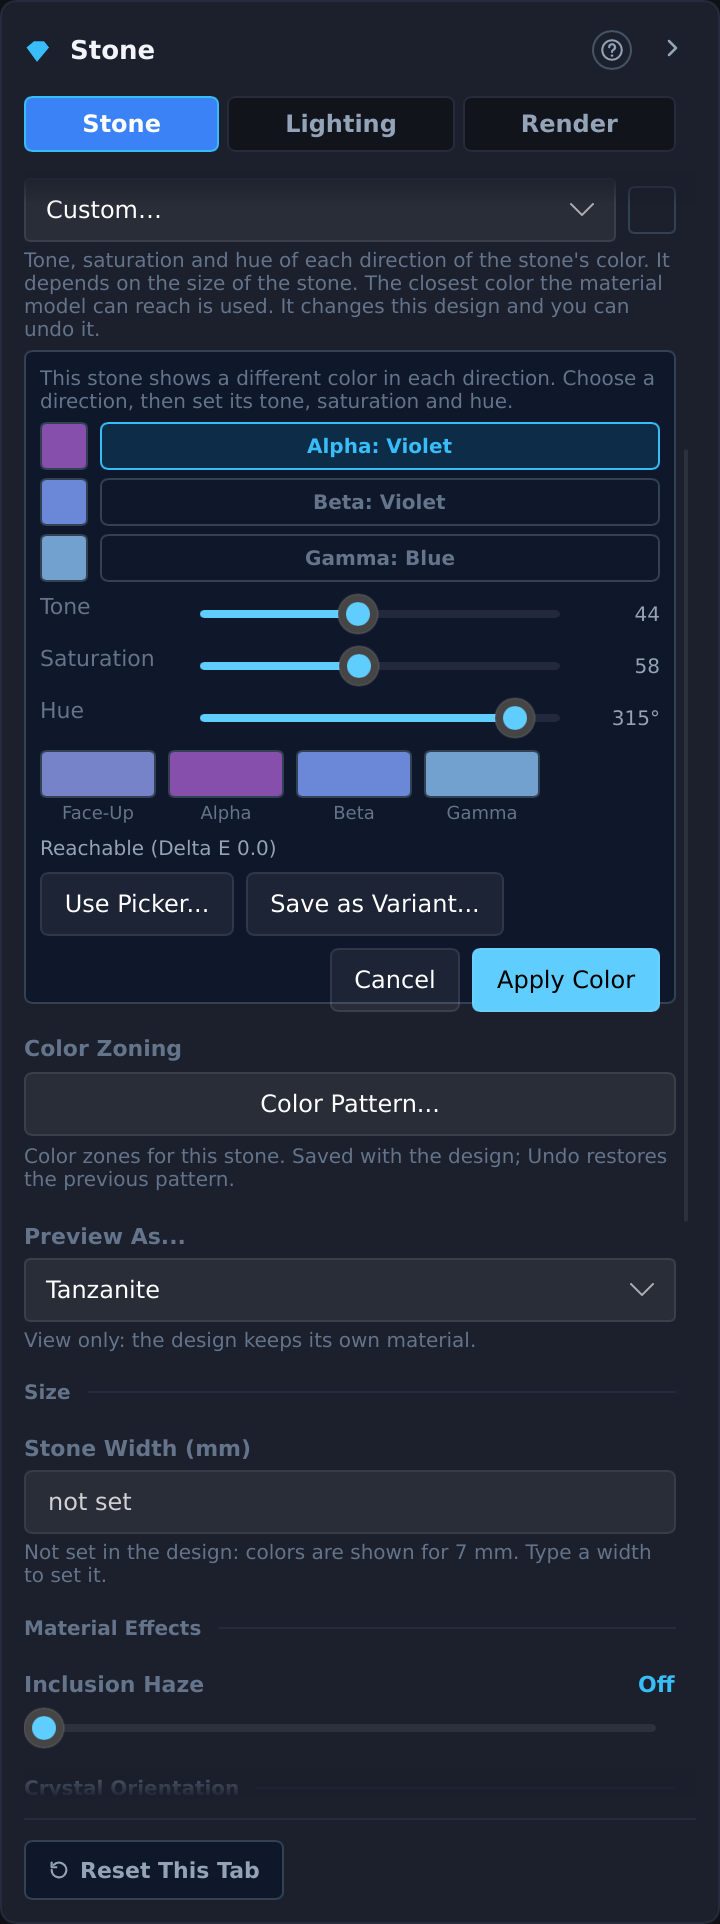 Stone
Stone
Lighting
Render
Custom...
Tone, saturation and hue of each direction of the stone's color. It
depends on the size of the stone. The closest color the material
model can reach is used. It changes this design and you can
undo it.
This stone shows a different color in each direction. Choose a
direction, then set its tone, saturation and hue.
Alpha: Violet
Beta: Violet
Gamma: Blue
Tone 44
Saturation 58
Hue 315°
Face-Up Alpha Beta Gamma
Reachable (Delta E 0.0)
Use Picker... Save as Variant...
Cancel Apply Color
Color Zoning
Color Pattern...
Color zones for this stone. Saved with the design; Undo restores
the previous pattern.
Preview As...
Tanzanite
View only: the design keeps its own material.
Size
Stone Width (mm)
not set
Not set in the design: colors are shown for 7 mm. Type a width
to set it.
Material Effects
Inclusion Haze Off
Crystal Orientation
Reset This Tab